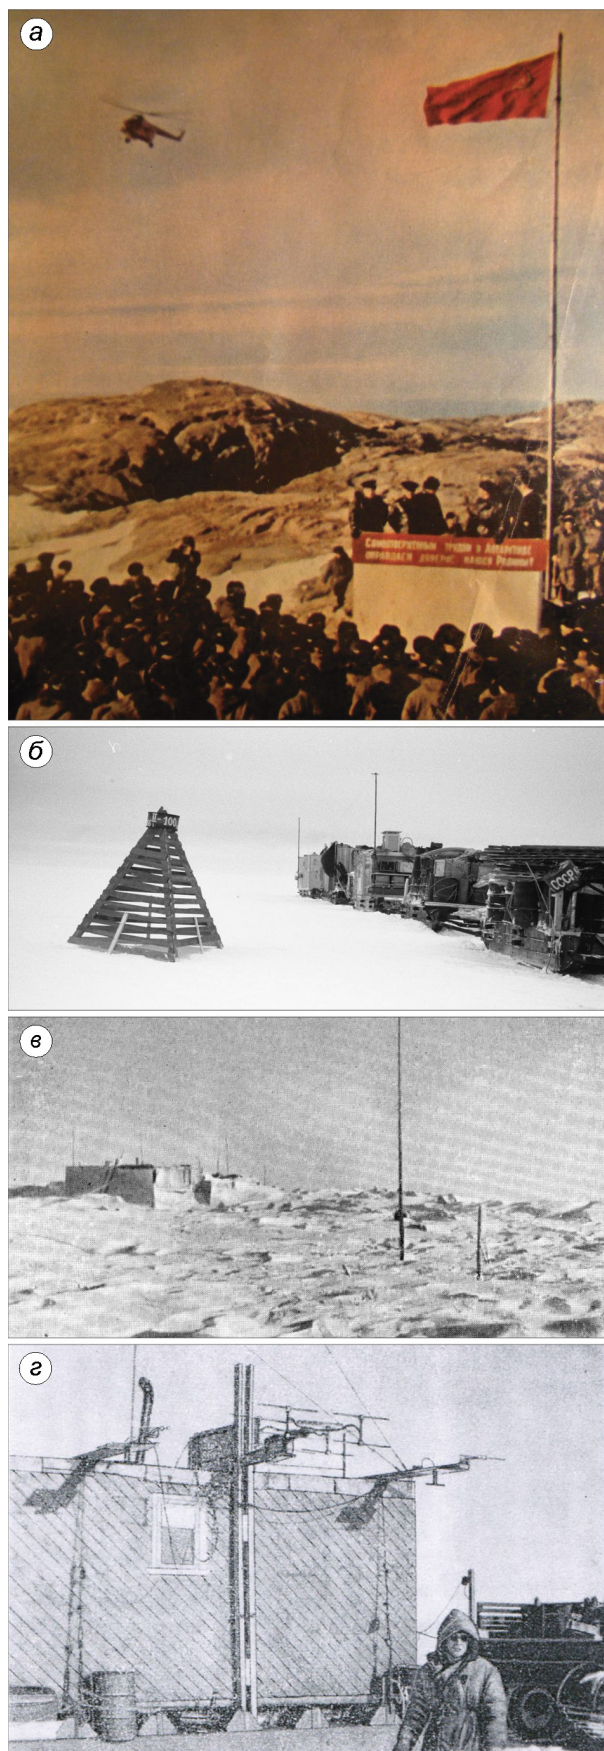 а
Самоотверженным трудом в Антарктиде
оправдаем доверие нашей Родины!
б
П-100
СССР
в
г